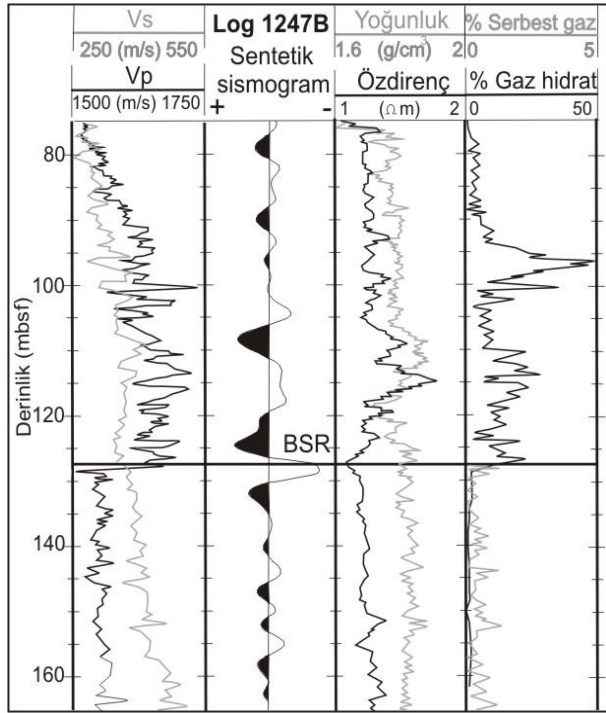 Vs
250 (m/s) 550
Vp
1500 (m/s) 1750
Log 1247B
Sentetik
sismogram
+ -
Yoğunluk
1.6 (g/cm3) 2
Özdirenç
1 (Ωm) 2
% Serbest gaz
0 5
% Gaz hidrat
0 50
Derinlik (mbsf)
80
100
120
140
160
BSR